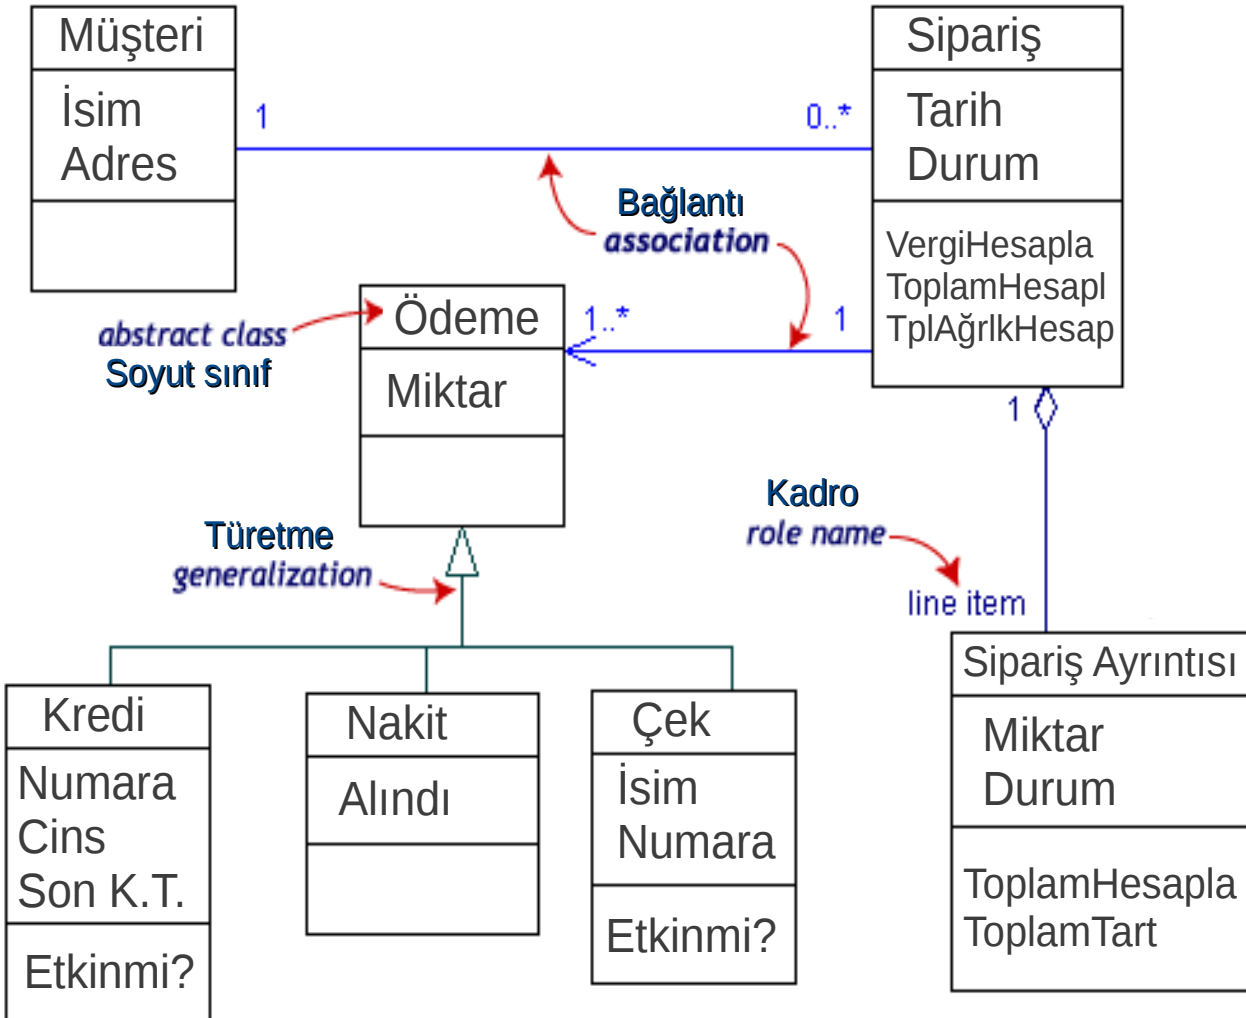 Müşteri
İsim
Adres
1
0..*
Sipariş
Tarih
Durum
VergiHesapla
ToplamHesapl
TplAğrlkHesap
Bağlantı
association
abstract class
Soyut sınıf
Ödeme
Miktar
1..*
1
1
Kadro
role name
line item
Türetme
generalization
Kredi
Numara
Cins
Son K.T.
Etkinmi?
Nakit
Alındı
Çek
İsim
Numara
Etkinmi?
Sipariş Ayrıntısı
Miktar
Durum
ToplamHesapla
ToplamTart